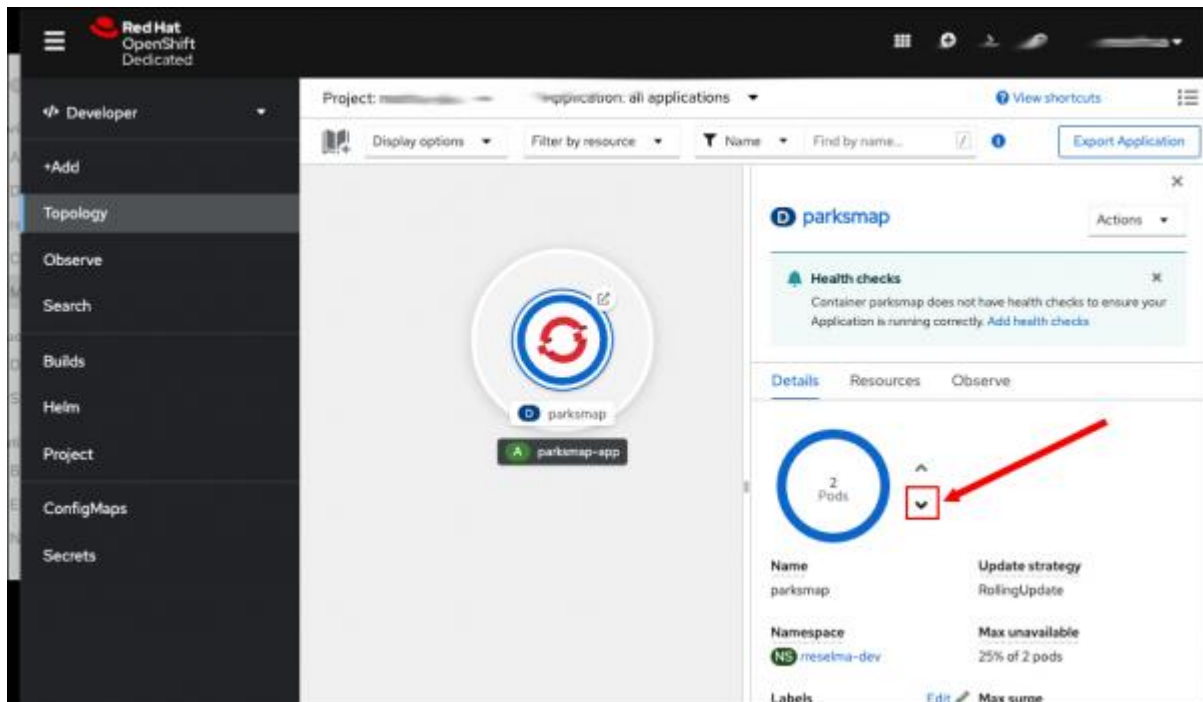 Red Hat
OpenShift
Dedicated
</> Developer
+Add
Topology
Observe
Search
Builds
Helm
Project
ConfigMaps
Secrets
Project:
Application: all applications
View shortcuts
Display options
Filter by resource
Name
Find by name...
/
Export Application
D parksmap
A parksmap-app
D parksmap
Actions
Health checks
Container parksmap does not have health checks to ensure your
Application is running correctly. Add health checks
Details Resources Observe
2
Pods
Name
parksmap
Update strategy
RollingUpdate
Namespace
NS rreselma-dev
Max unavailable
25% of 2 pods
Labels
Edit
Max surge